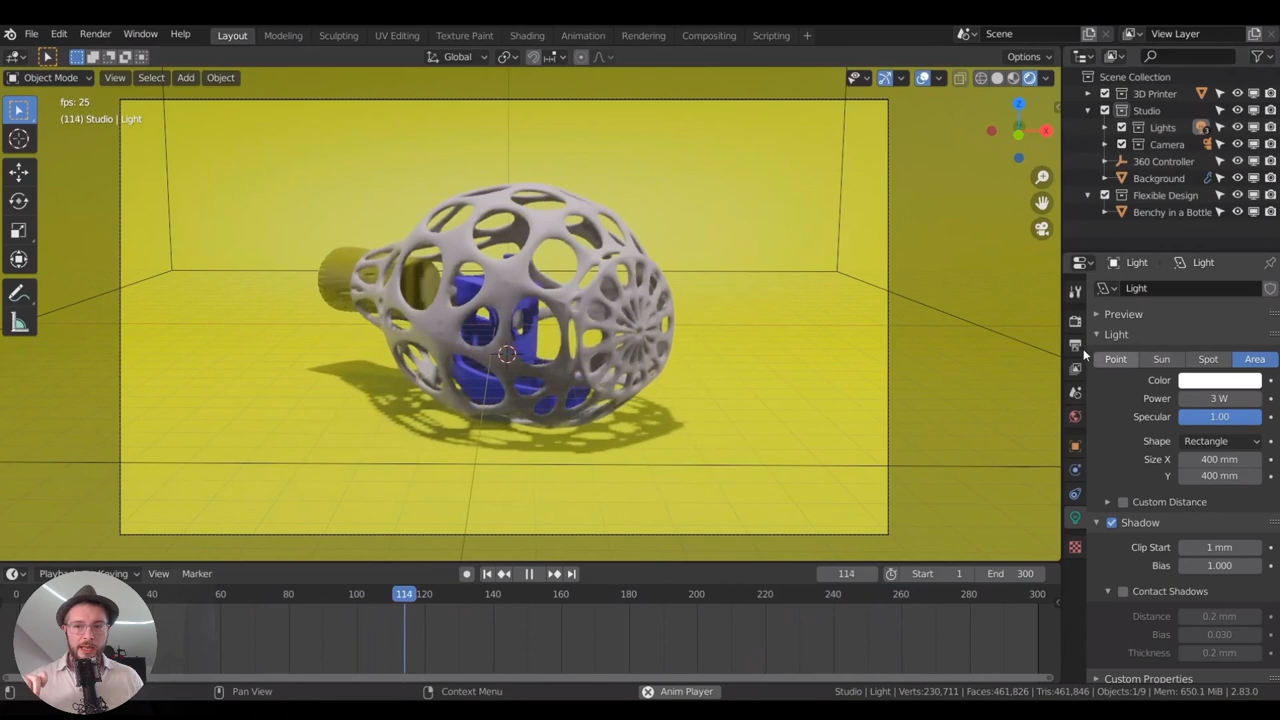 File Edit Render Window Help Layout Modeling Sculpting UV Editing Texture Paint Shading Animation Rendering Compositing Scripting + Scene View Layer
Global Options
Object Mode View Select Add Object
Scene Collection
fps: 25
(114) Studio | Light
3D Printer
Studio
Lights
3
Camera
360 Controller
Background
Flexible Design
Benchy in a Bottle
Z
X
Light Light
Light
Preview
Light
Point Sun Spot Area
Color
Power 3 W
Specular 1.00
Shape Rectangle
Size X 400 mm
Y 400 mm
Custom Distance
Shadow
Clip Start 1 mm
Bias 1.000
Contact Shadows
Distance 0.2 mm
Bias 0.030
Thickness 0.2 mm
Custom Properties
Playback Keying View Marker 114 Start 1 End 300
0 40 60 80 100 114 120 140 160 180 200 220 240 260 280 300
Pan View Context Menu Anim Player Studio | Light | Verts:230,711 | Faces:461,826 | Tris:461,846 | Objects:1/9 | Mem: 650.1 MiB | 2.83.0